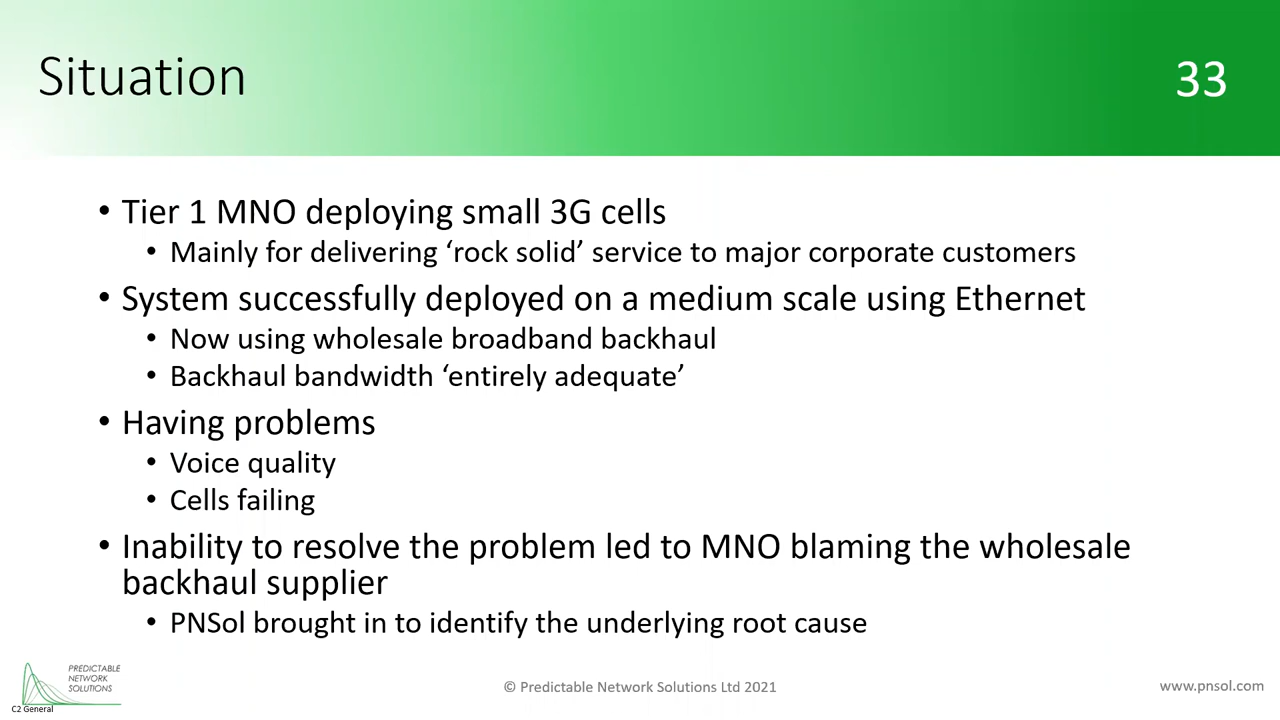 Situation
33
• Tier 1 MNO deploying small 3G cells
• Mainly for delivering ‘rock solid’ service to major corporate customers
• System successfully deployed on a medium scale using Ethernet
• Now using wholesale broadband backhaul
• Backhaul bandwidth ‘entirely adequate’
• Having problems
• Voice quality
• Cells failing
• Inability to resolve the problem led to MNO blaming the wholesale
backhaul supplier
• PNSol brought in to identify the underlying root cause
PREDICTABLE
NETWORK
SOLUTIONS
C2 General
© Predictable Network Solutions Ltd 2021
www.pnsol.com